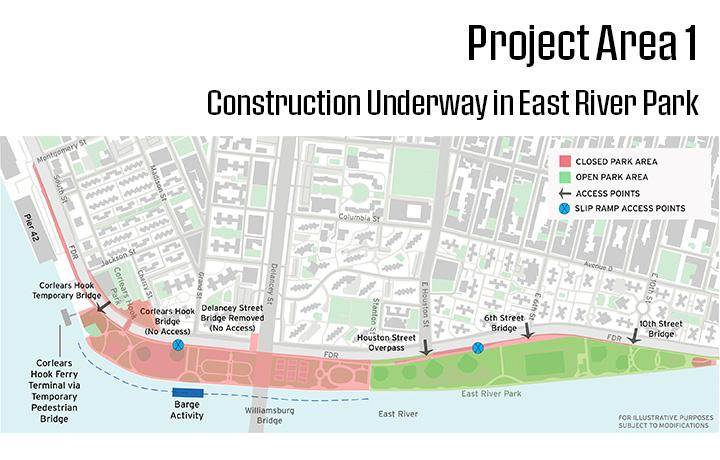 Project Area 1
Construction Underway in East River Park
CLOSED PARK AREA
OPEN PARK AREA
ACCESS POINTS
SLIP RAMP ACCESS POINTS
Montgomery St
South St
Madison St
Pier 42
FDR
Jackson St
Cherry St
Corlears Hook Park
Grand St
Delancey St
Columbia St
Stanton St
E Houston St
Avenue D
E 6th St
E 10th St
Corlears Hook
Temporary Bridge
Corlears Hook
Bridge
(No Access)
Delancey Street
Bridge Removed
(No Access)
Houston Street
Overpass
6th Street
Bridge
10th Street
Bridge
FDR
FDR
Corlears
Hook Ferry
Terminal via
Temporary
Pedestrian
Bridge
Barge
Activity
Williamsburg
Bridge
East River
East River Park
FOR ILLUSTRATIVE PURPOSES
SUBJECT TO MODIFICATIONS